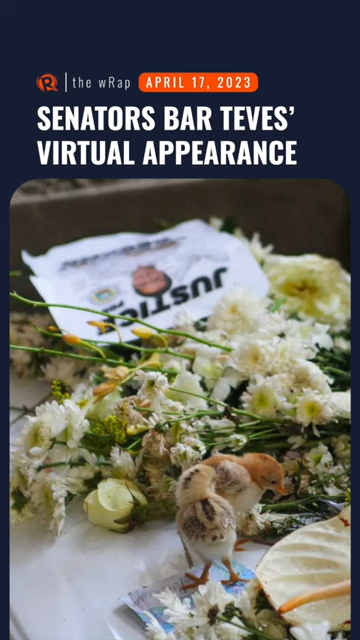 R the wRap APRIL 17, 2023
SENATORS BAR TEVES'
VIRTUAL APPEARANCE
JUSTICE